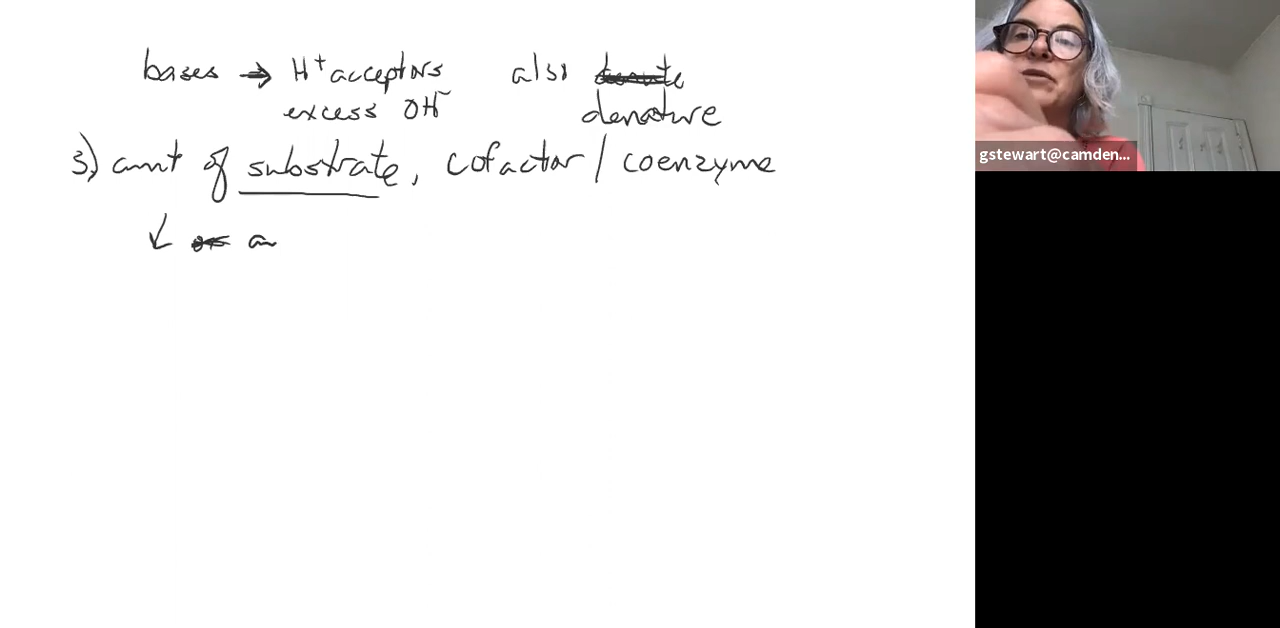 bases → H⁺ acceptors also
excess OH⁻ denature
3) amt of substrate, cofactor / coenzyme
↓
gstewart@camden...